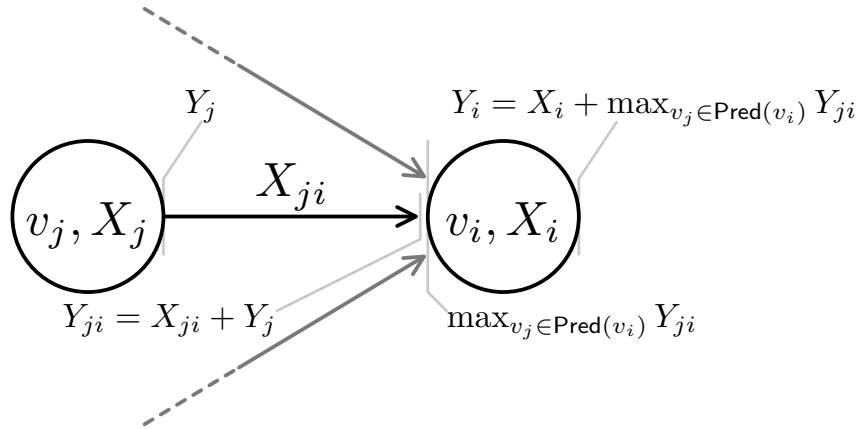 Y_j
Y_i = X_i + max_{v_j∈Pred(v_i)} Y_{ji}
X_{ji}
v_j, X_j
v_i, X_i
Y_{ji} = X_{ji} + Y_j
max_{v_j∈Pred(v_i)} Y_{ji}